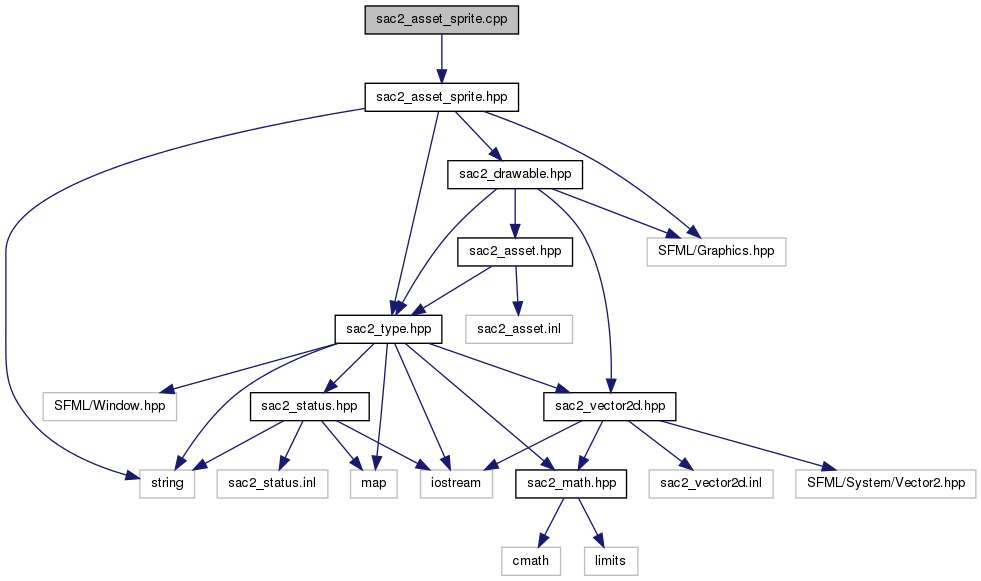 sac2_asset_sprite.cpp
sac2_asset_sprite.hpp
sac2_drawable.hpp
sac2_asset.hpp
SFML/Graphics.hpp
sac2_type.hpp
sac2_asset.inl
SFML/Window.hpp
sac2_status.hpp
sac2_vector2d.hpp
string
sac2_status.inl
map
iostream
sac2_math.hpp
sac2_vector2d.inl
SFML/System/Vector2.hpp
cmath
limits